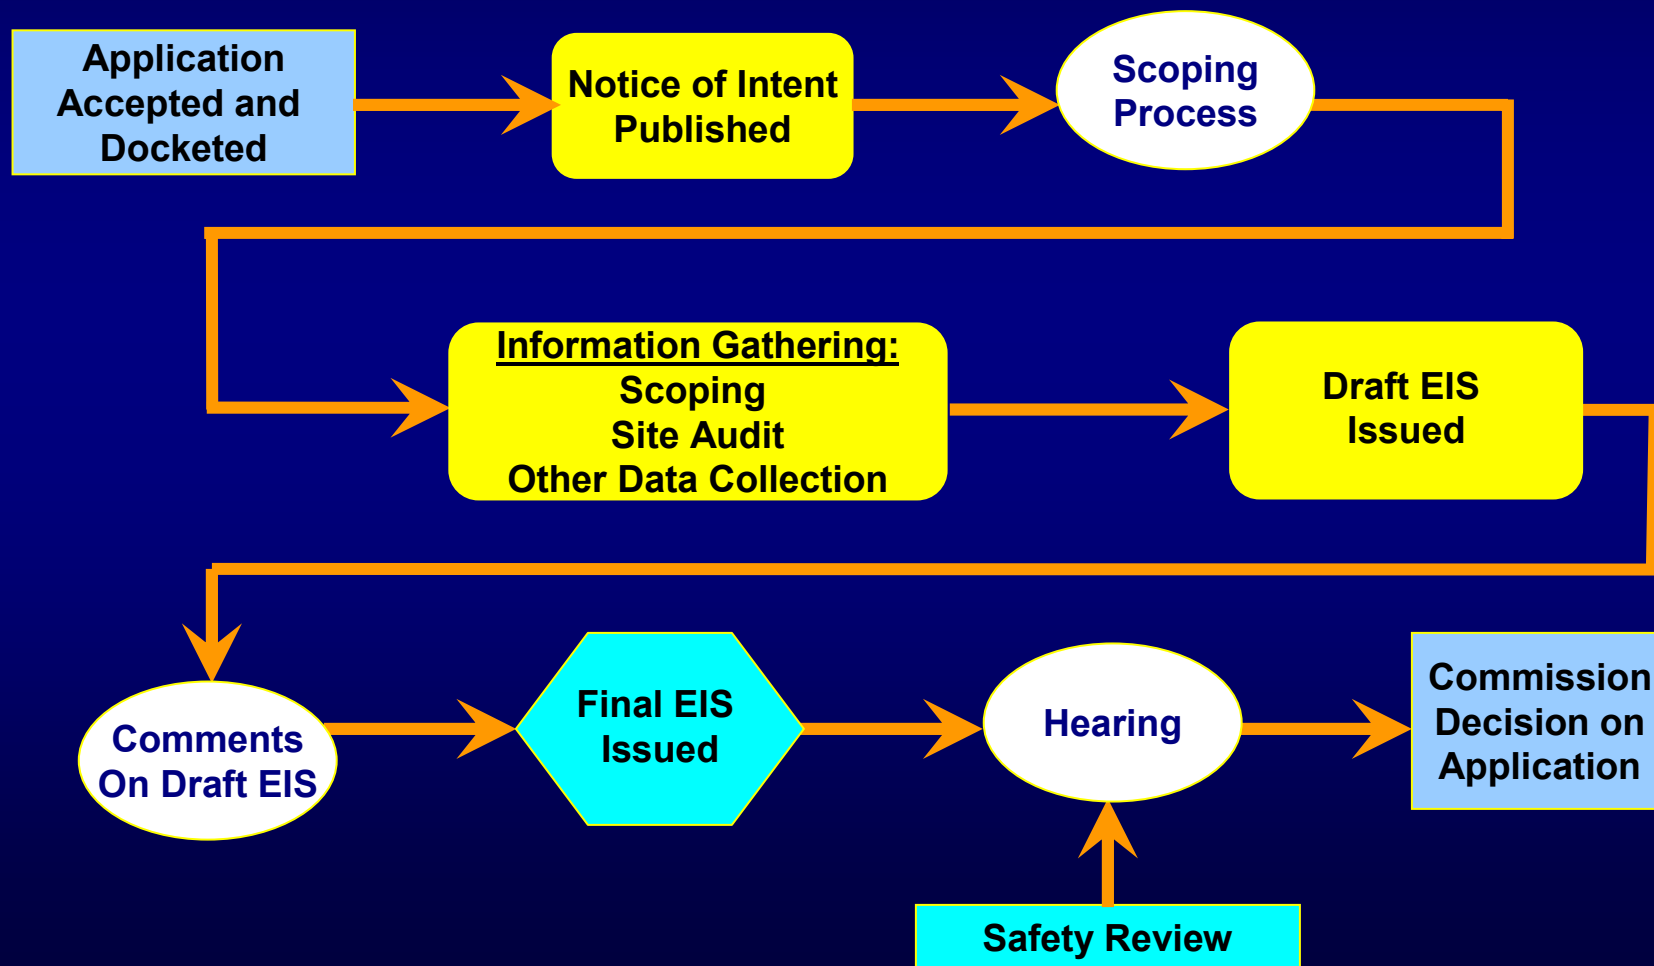 Application
Accepted and
Docketed
Notice of Intent
Published
Scoping
Process
Information Gathering:
Scoping
Site Audit
Other Data Collection
Draft EIS
Issued
Comments
On Draft EIS
Final EIS
Issued
Hearing
Commission
Decision on
Application
Safety Review